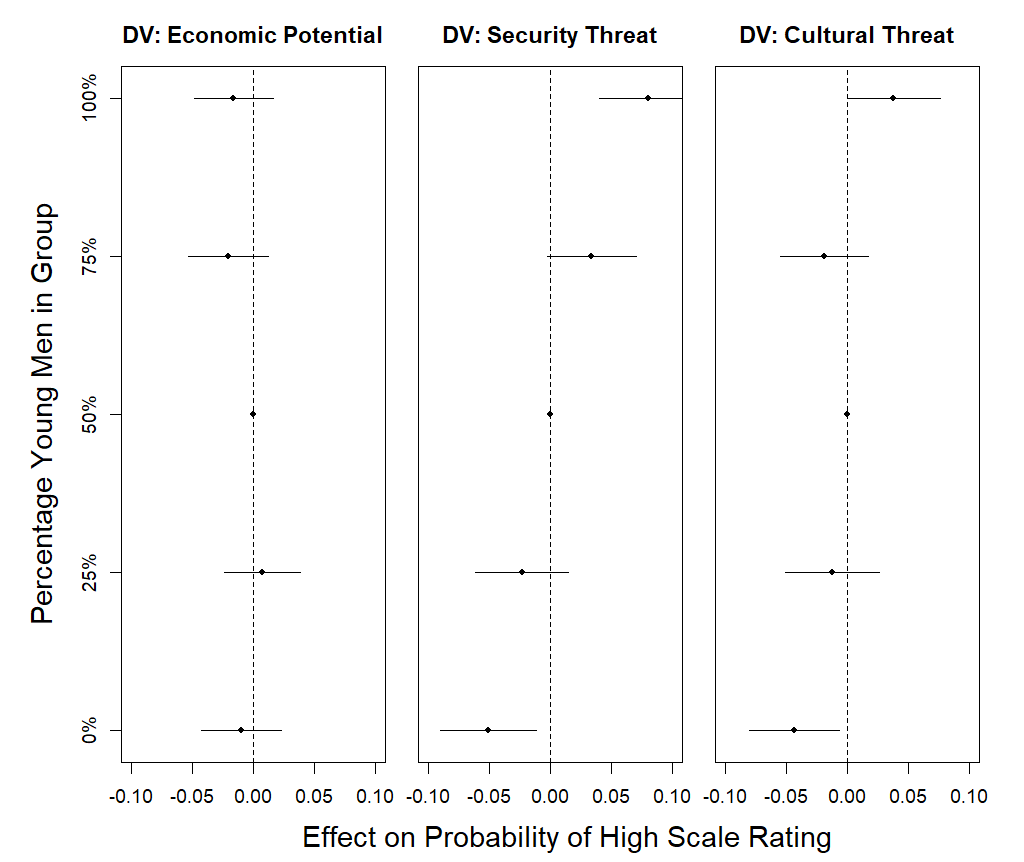 DV: Economic Potential
DV: Security Threat
DV: Cultural Threat
Percentage Young Men in Group
100%
75%
50%
25%
0%
-0.10 -0.05 0.00 0.05 0.10
-0.10 -0.05 0.00 0.05 0.10
-0.10 -0.05 0.00 0.05 0.10
Effect on Probability of High Scale Rating